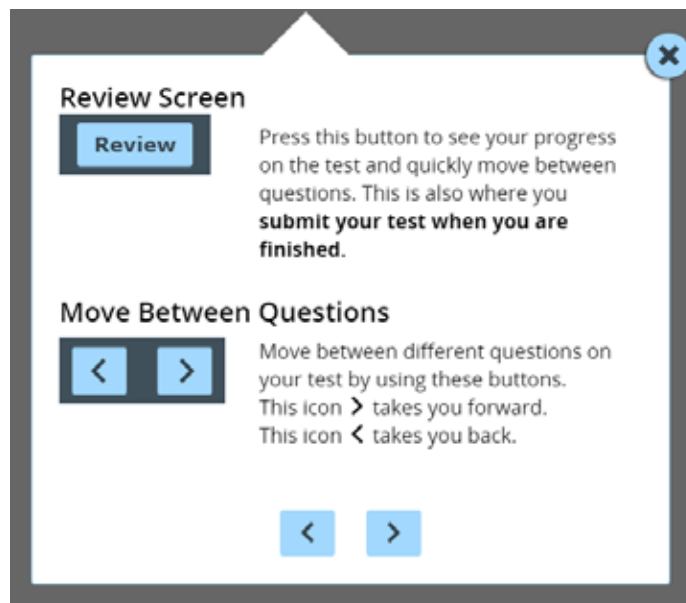 Review Screen
Review
Press this button to see your progress
on the test and quickly move between
questions. This is also where you
submit your test when you are
finished.
Move Between Questions
Move between different questions on
your test by using these buttons.
This icon > takes you forward.
This icon < takes you back.